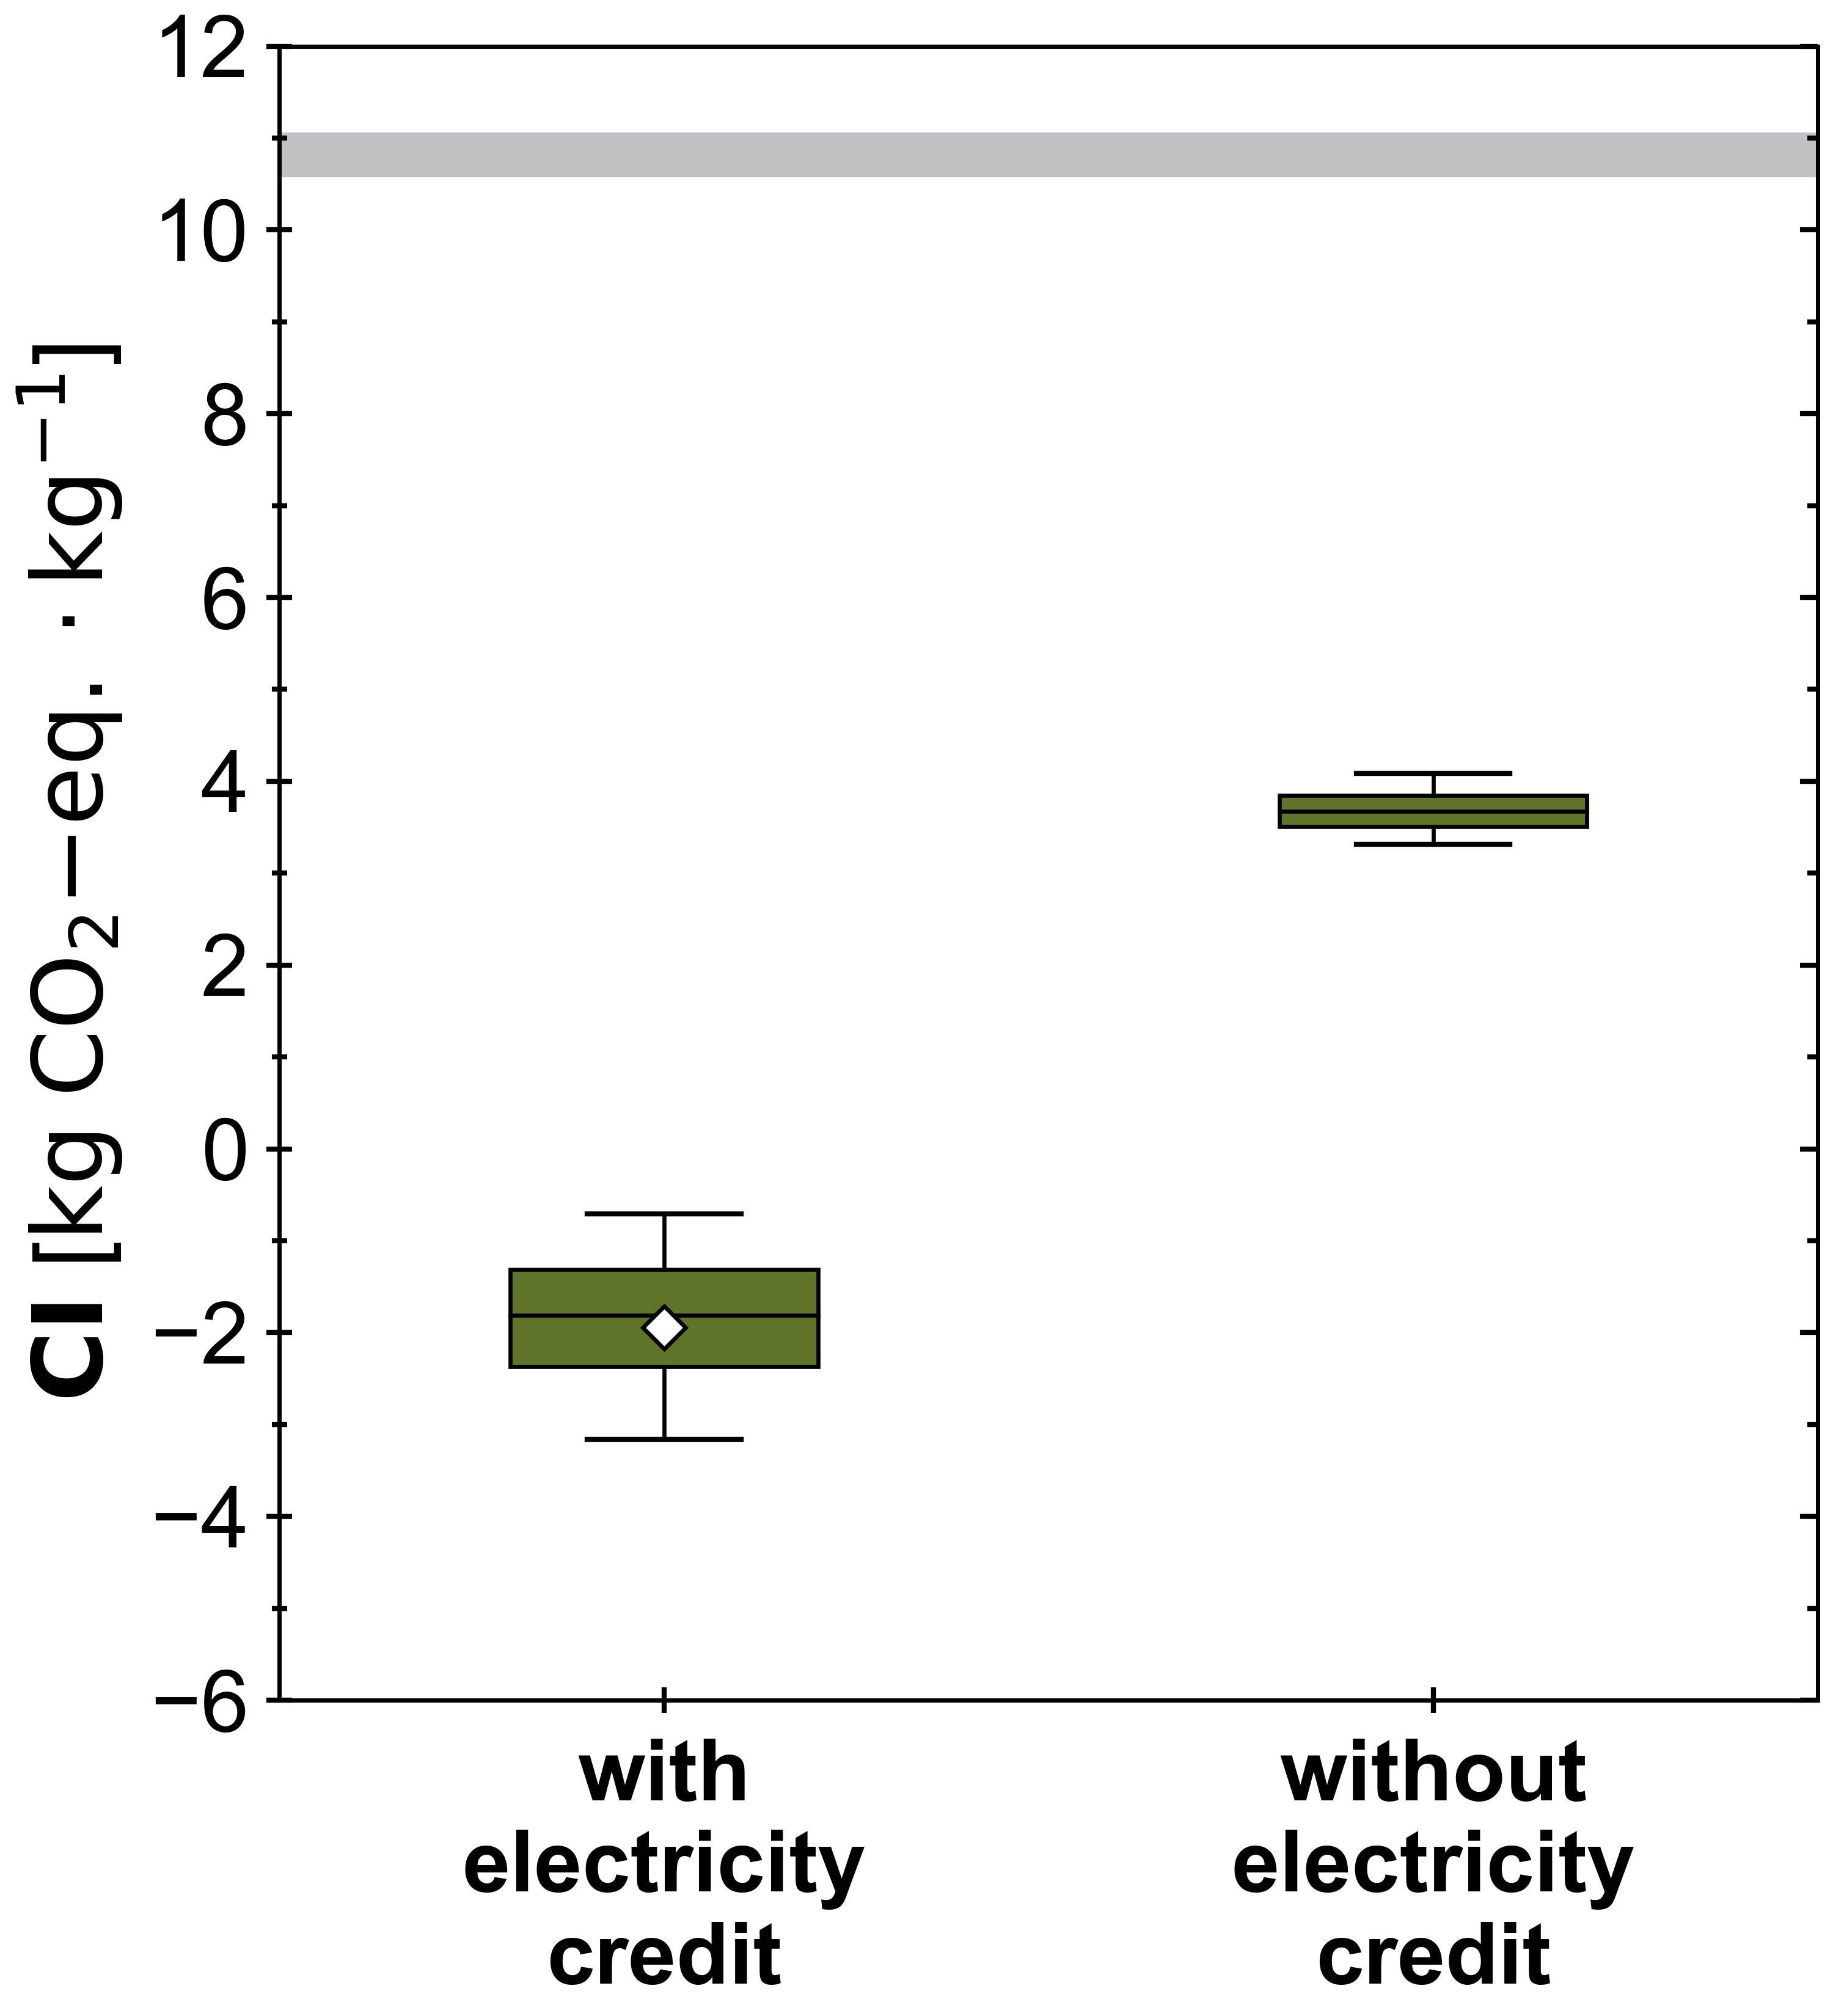 12
10
8
6
4
2
0
−2
−4
−6
CI [kg CO₂−eq. · kg⁻¹]
with
electricity
credit
without
electricity
credit